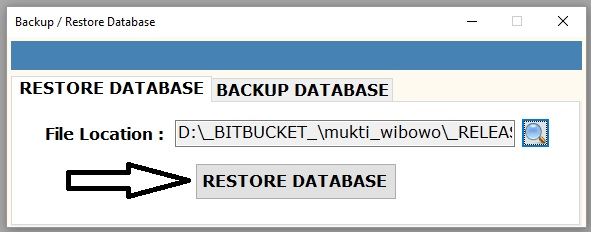 Backup / Restore Database
RESTORE DATABASE
BACKUP DATABASE
File Location :
D:\_BITBUCKET_\mukti_wibowo\_RELEAS
RESTORE DATABASE